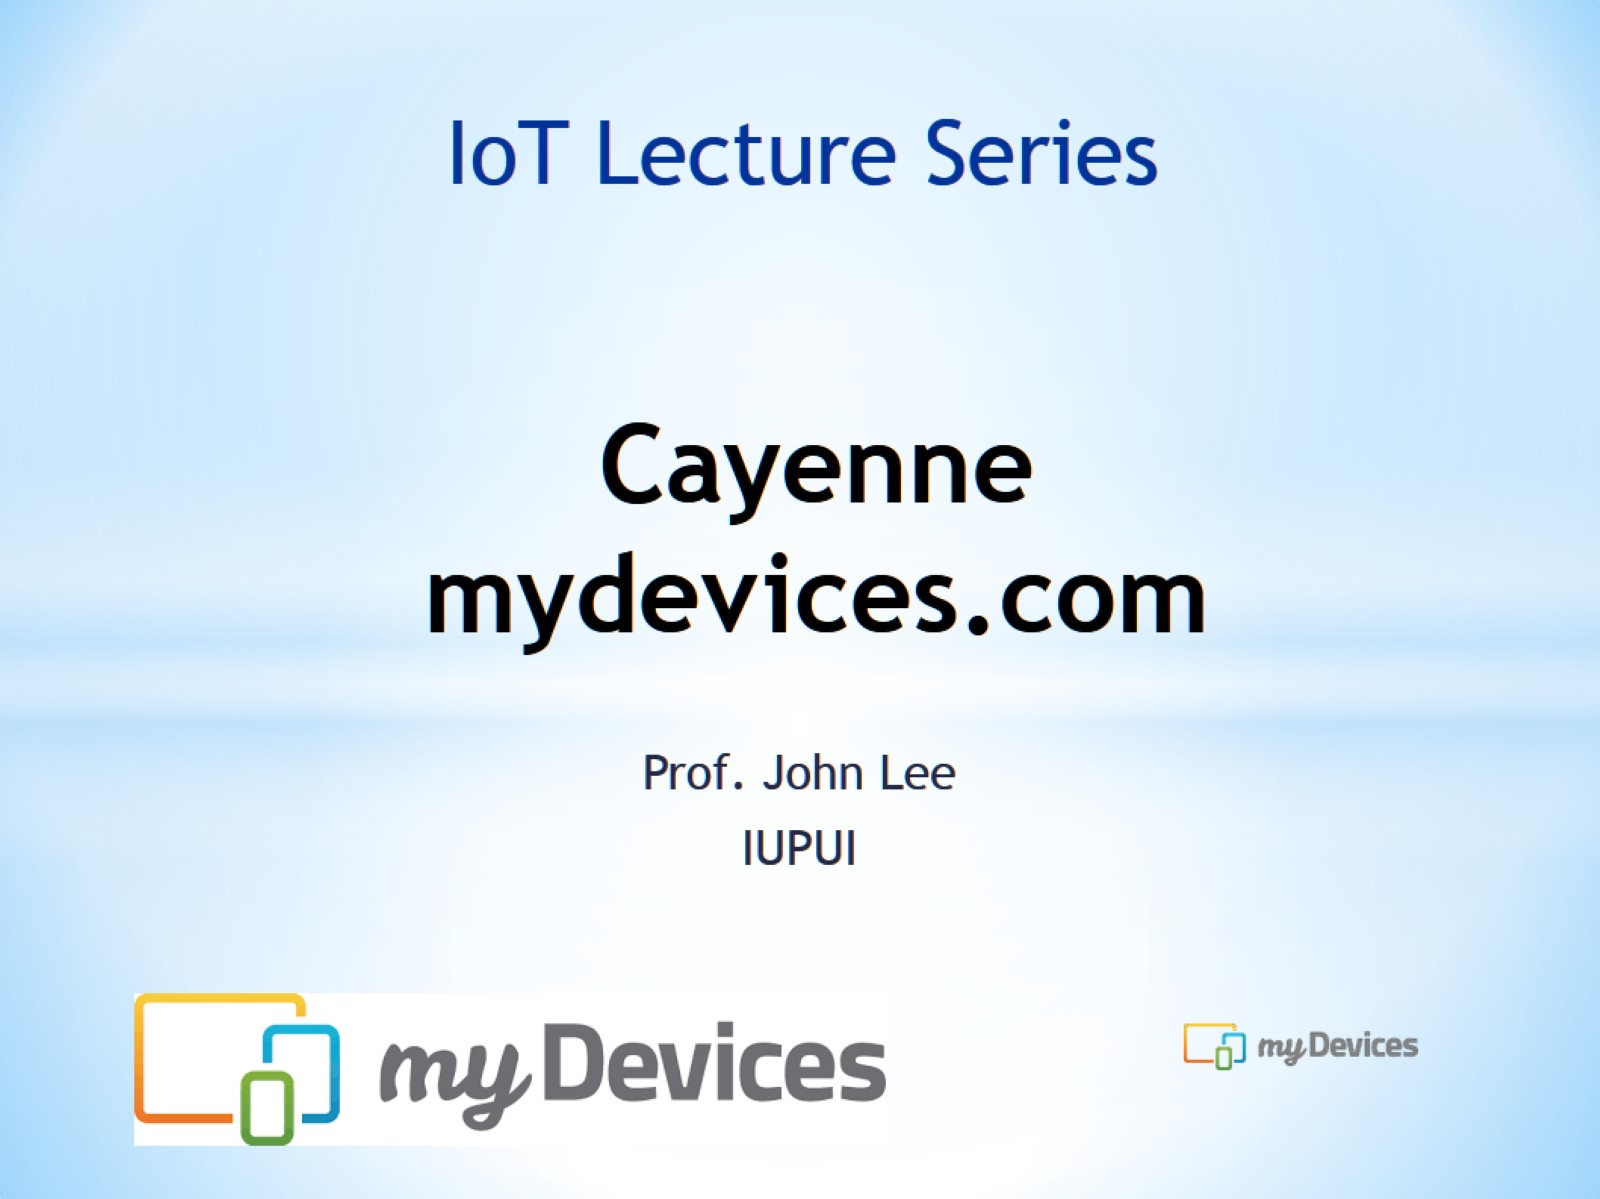 IoT Lecture Series
Cayenne
mydevices.com
Prof. John Lee
IUPUI
myDevices
myDevices